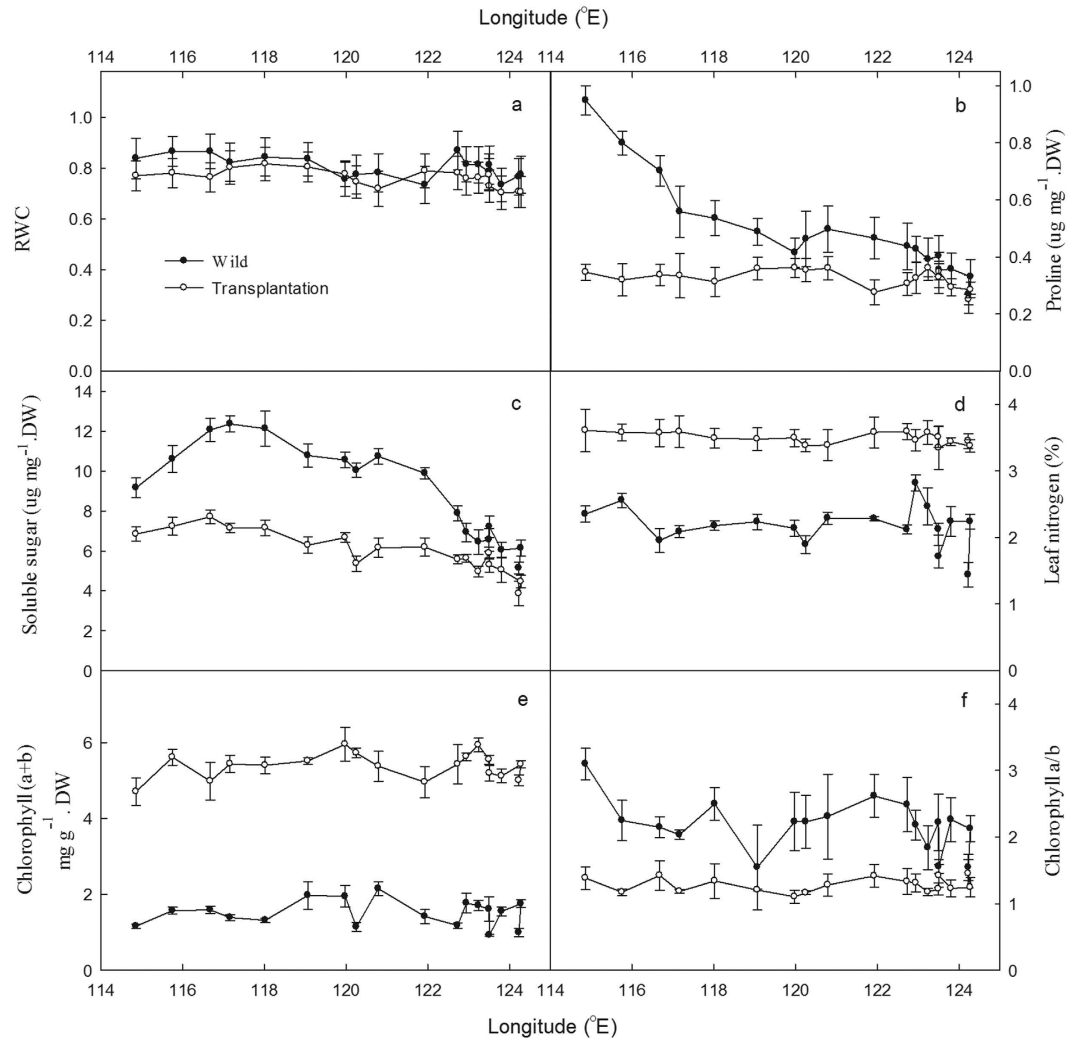 Longitude (°E)
114 116 118 120 122 124 114 116 118 120 122 124
a
b
1.0
0.8
0.6
0.4
0.2
0.0
RWC
Wild
Transplantation
1.0
0.8
0.6
0.4
0.2
0.0
Proline (ug mg⁻¹.DW)
c
d
14
12
10
8
6
4
2
0
Soluble sugar (ug mg⁻¹.DW)
4
3
2
1
0
Leaf nitrogen (%)
e
f
6
4
2
0
Chlorophyll (a+b)
mg g⁻¹. DW
4
3
2
1
0
Chlorophyll a/b
114 116 118 120 122 124 114 116 118 120 122 124
Longitude (°E)